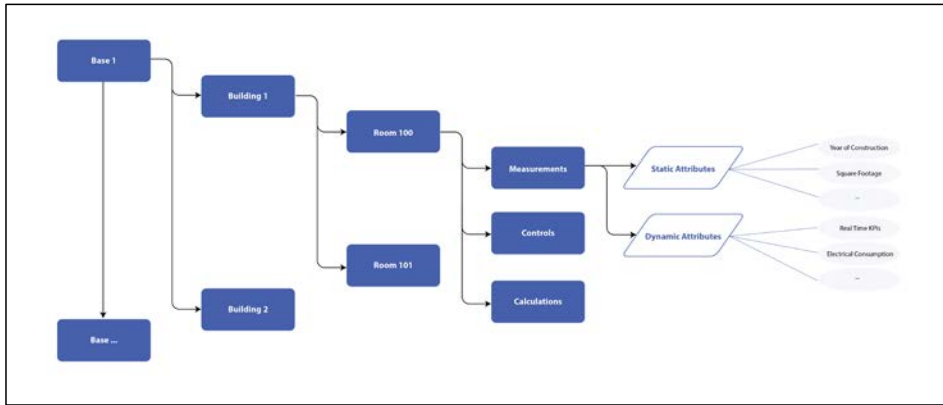 Base 1
Building 1
Room 100
Measurements
Static Attributes
Year of Construction
Square Footage
...
Controls
Dynamic Attributes
Real Time KPIs
Electrical Consumption
...
Room 101
Calculations
Building 2
Base ...